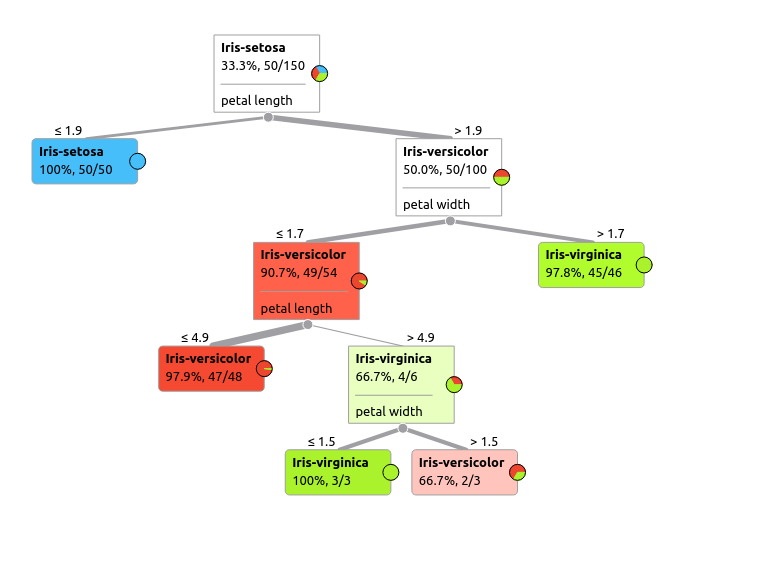 Iris-setosa
33.3%, 50/150
petal length
≤ 1.9
> 1.9
Iris-setosa
100%, 50/50
Iris-versicolor
50.0%, 50/100
petal width
≤ 1.7
> 1.7
Iris-versicolor
90.7%, 49/54
petal length
Iris-virginica
97.8%, 45/46
≤ 4.9
> 4.9
Iris-versicolor
97.9%, 47/48
Iris-virginica
66.7%, 4/6
petal width
≤ 1.5
> 1.5
Iris-virginica
100%, 3/3
Iris-versicolor
66.7%, 2/3